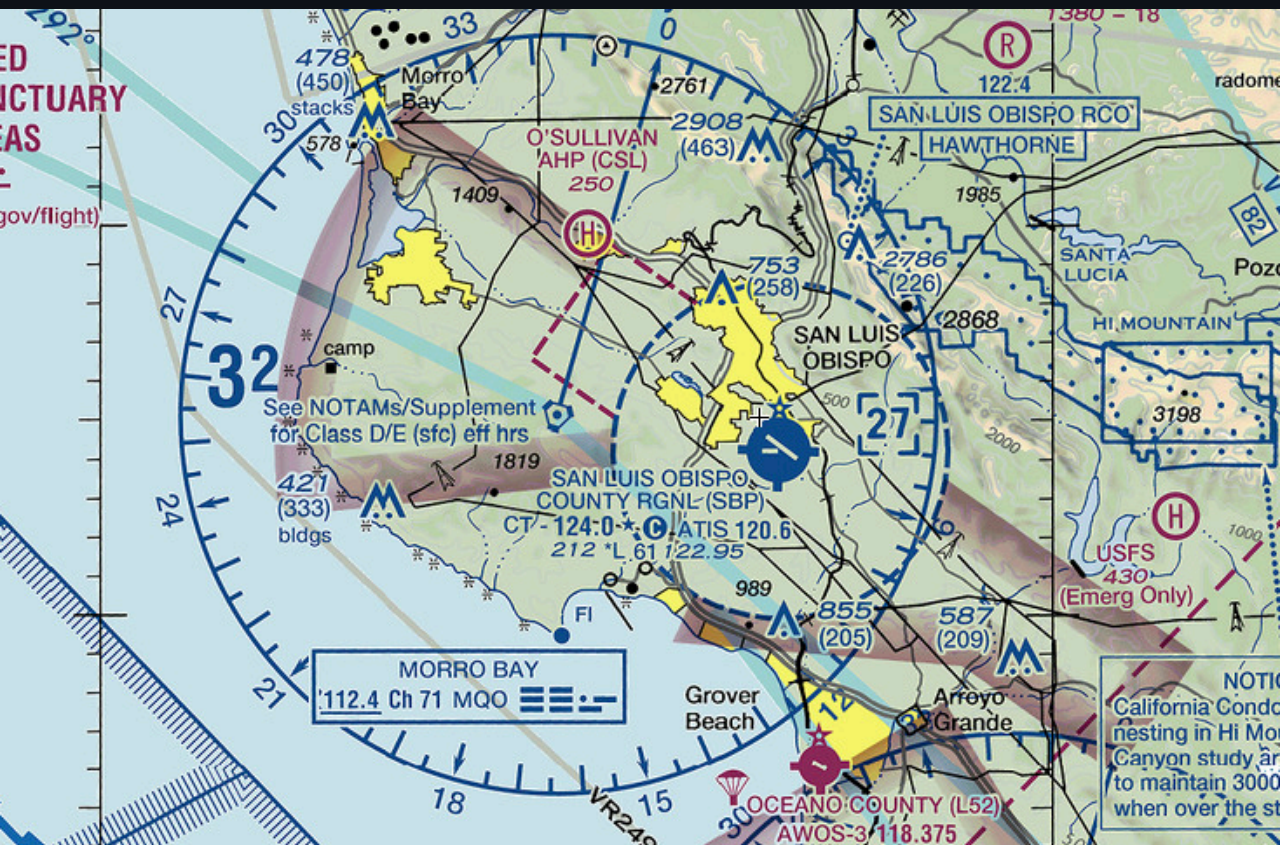 292°
ED
NCTUARY
EAS
gov/flight)
33
0
3
30
27
24
21
18
15
12
9
30
478
(450)
stacks
Morro
Bay
578
2761
2908
(463)
O'SULLIVAN
AHP (CSL)
250
1409
H
R
1380 - 18
122.4
SAN LUIS OBISPO RCO
HAWTHORNE
radome
1985
82
SANTA
LUCIA
Pozo
HI MOUNTAIN
753
(258)
2786
(226)
2868
SAN LUIS
OBISPO
32
camp
See NOTAMs/Supplement
for Class D/E (sfc) eff hrs
500
27
2000
3198
421
(333)
bldgs
1819
SAN LUIS OBISPO
COUNTY RGNL (SBP)
CT - 124.0 * C ATIS 120.6
212 *L 61 122.95
H
1000
USFS
430
(Emerg Only)
989
855
(205)
587
(209)
Fl
MORRO BAY
112.4 Ch 71 MQO
Grover
Beach
Arroyo
Grande
NOTIC
California Condo
nesting in Hi Mou
Canyon study ar
to maintain 3000
when over the st
VR249
OCEANO COUNTY (L52)
AWOS-3 118.375